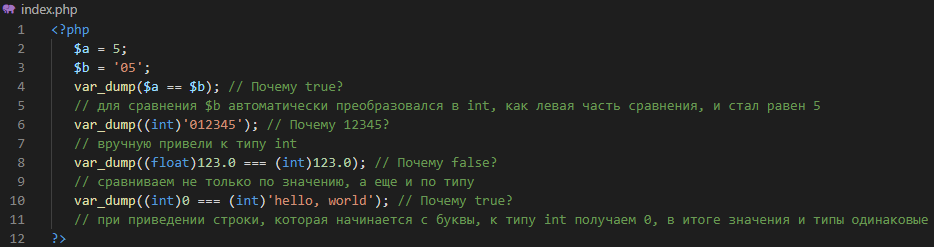 index.php
1 <?php
2 $a = 5;
3 $b = '05';
4 var_dump($a == $b); // Почему true?
5 // для сравнения $b автоматически преобразовался в int, как левая часть сравнения, и стал равен 5
6 var_dump((int)'012345'); // Почему 12345?
7 // вручную привели к типу int
8 var_dump((float)123.0 === (int)123.0); // Почему false?
9 // сравниваем не только по значению, а еще и по типу
10 var_dump((int)0 === (int)'hello, world'); // Почему true?
11 // при приведении строки, которая начинается с буквы, к типу int получаем 0, в итоге значения и типы одинаковые
12 ?>